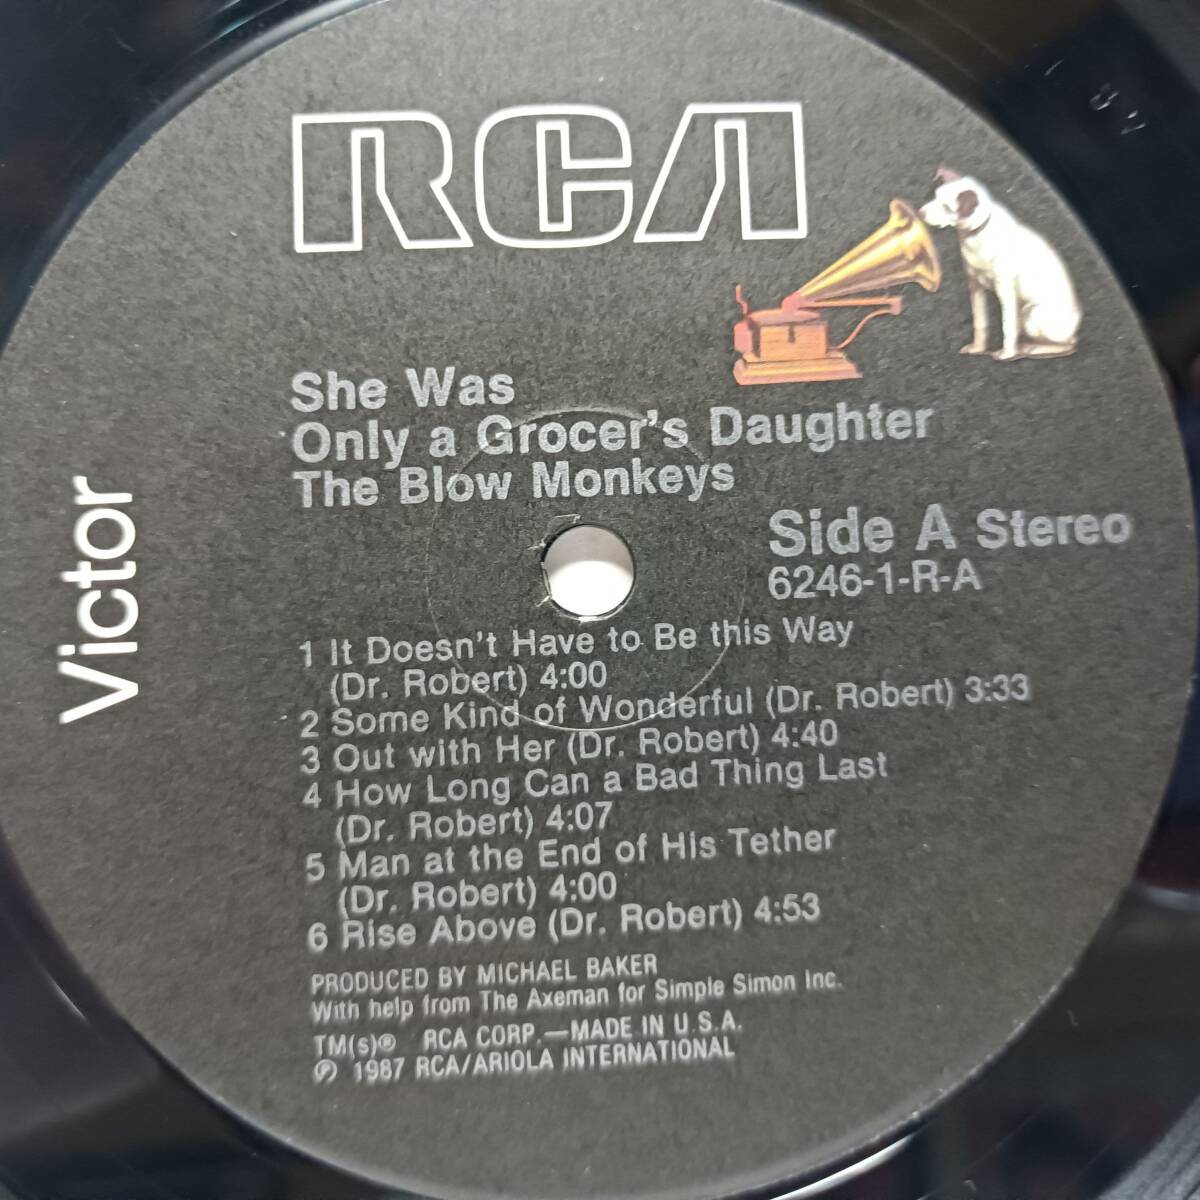 RCA
Victor
She Was
Only a Grocer's Daughter
The Blow Monkeys
Side A Stereo
6246-1-R-A
1 It Doesn't Have to Be this Way
(Dr. Robert) 4:00
2 Some Kind of Wonderful (Dr. Robert) 3:33
3 Out with Her (Dr. Robert) 4:40
4 How Long Can a Bad Thing Last
(Dr. Robert) 4:07
5 Man at the End of His Tether
(Dr. Robert) 4:00
6 Rise Above (Dr. Robert) 4:53
PRODUCED BY MICHAEL BAKER
With help from The Axeman for Simple Simon Inc.
TM(s)® RCA CORP.—MADE IN U.S.A.
℗ 1987 RCA/ARIOLA INTERNATIONAL